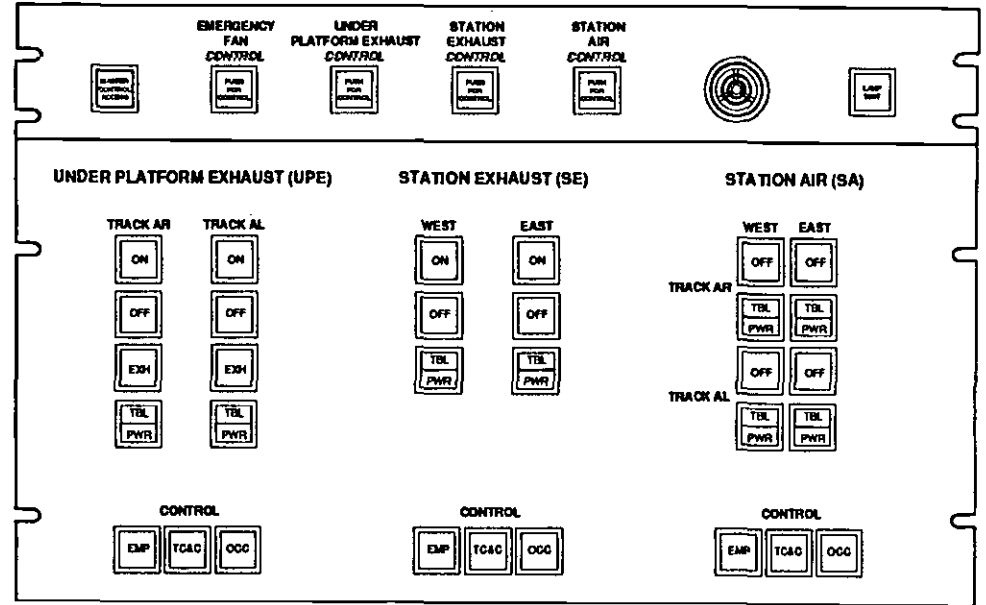 EMERGENCY
FAN
CONTROL
UNDER
PLATFORM EXHAUST
CONTROL
STATION
EXHAUST
CONTROL
STATION
AIR
CONTROL
MASTER
CONTROL
ACCESS
PUSH
FOR
CONTROL
PUSH
FOR
CONTROL
PUSH
FOR
CONTROL
PUSH
FOR
CONTROL
LAMP
TEST
UNDER PLATFORM EXHAUST (UPE)
TRACK AR TRACK AL
ON ON
OFF OFF
EXH EXH
TBL TBL
PWR PWR
CONTROL
EMP TC&C OCC
STATION EXHAUST (SE)
WEST EAST
ON ON
OFF OFF
TBL TBL
PWR PWR
CONTROL
EMP TC&C OCC
STATION AIR (SA)
WEST EAST
OFF OFF
TRACK AR
TBL TBL
PWR PWR
OFF OFF
TRACK AL
TBL TBL
PWR PWR
CONTROL
EMP TC&C OCC